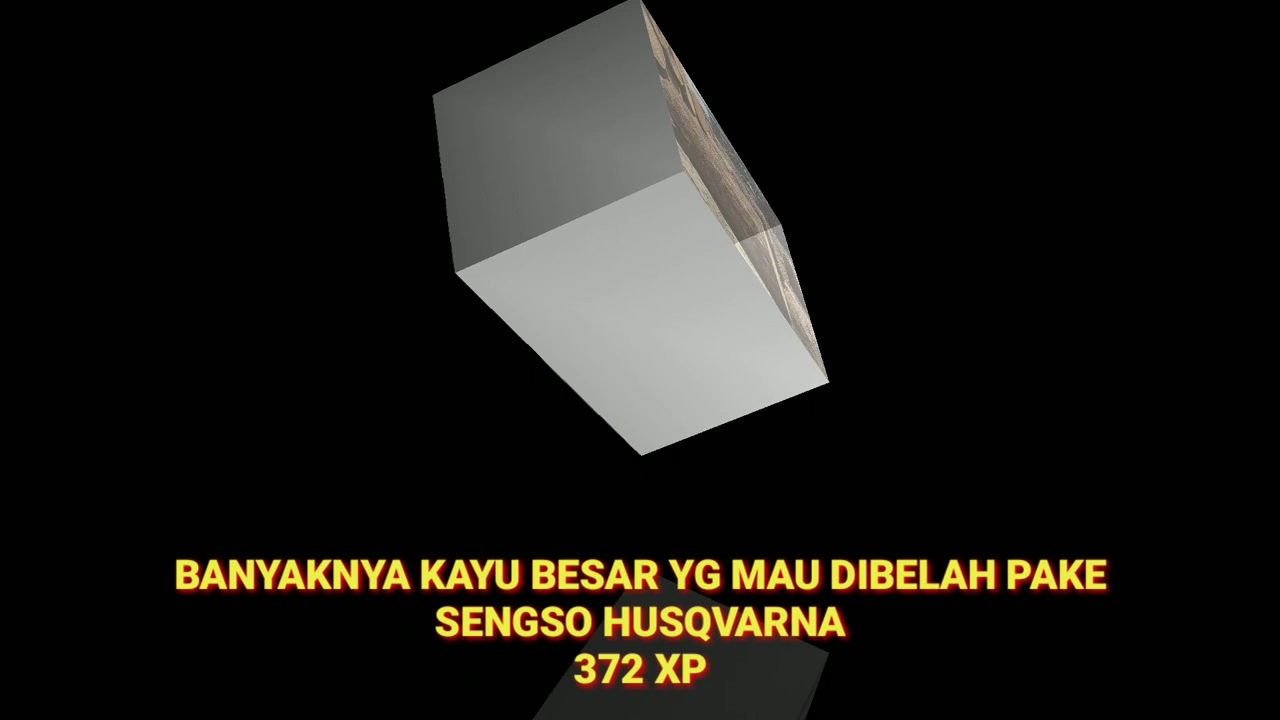 BANYAKNYA KAYU BESAR YG MAU DIBELAH PAKE
SENGSO HUSQVARNA
372 XP